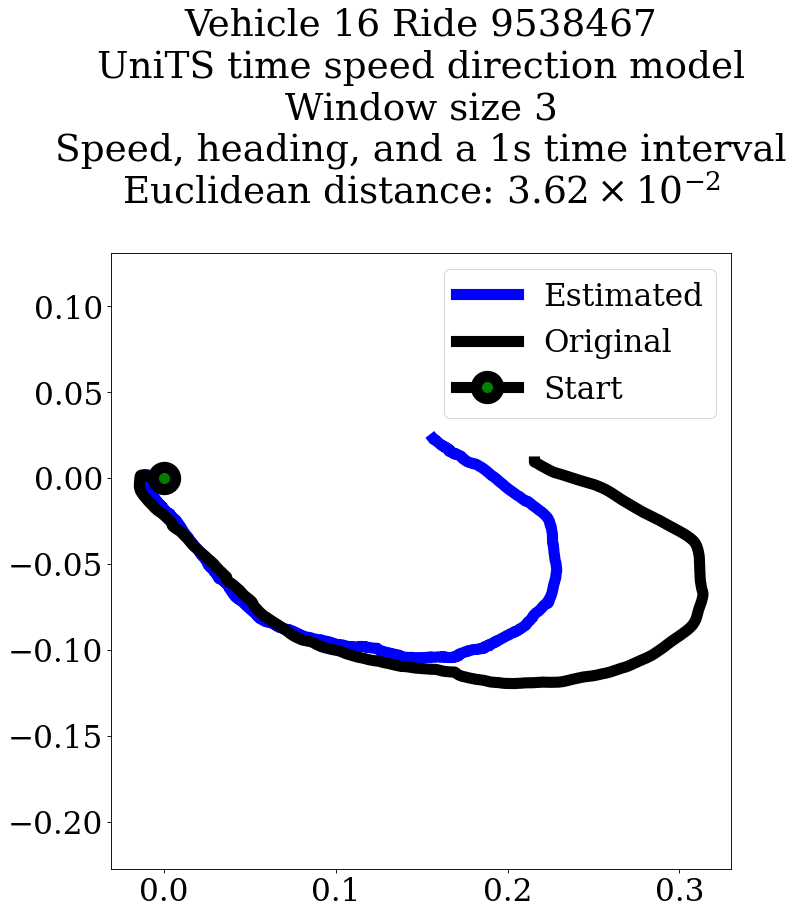 Vehicle 16 Ride 9538467
UniTS time speed direction model
Window size 3
Speed, heading, and a 1s time interval
Euclidean distance: 3.62 × 10⁻²
Estimated
Original
Start
0.10
0.05
0.00
−0.05
−0.10
−0.15
−0.20
0.0 0.1 0.2 0.3